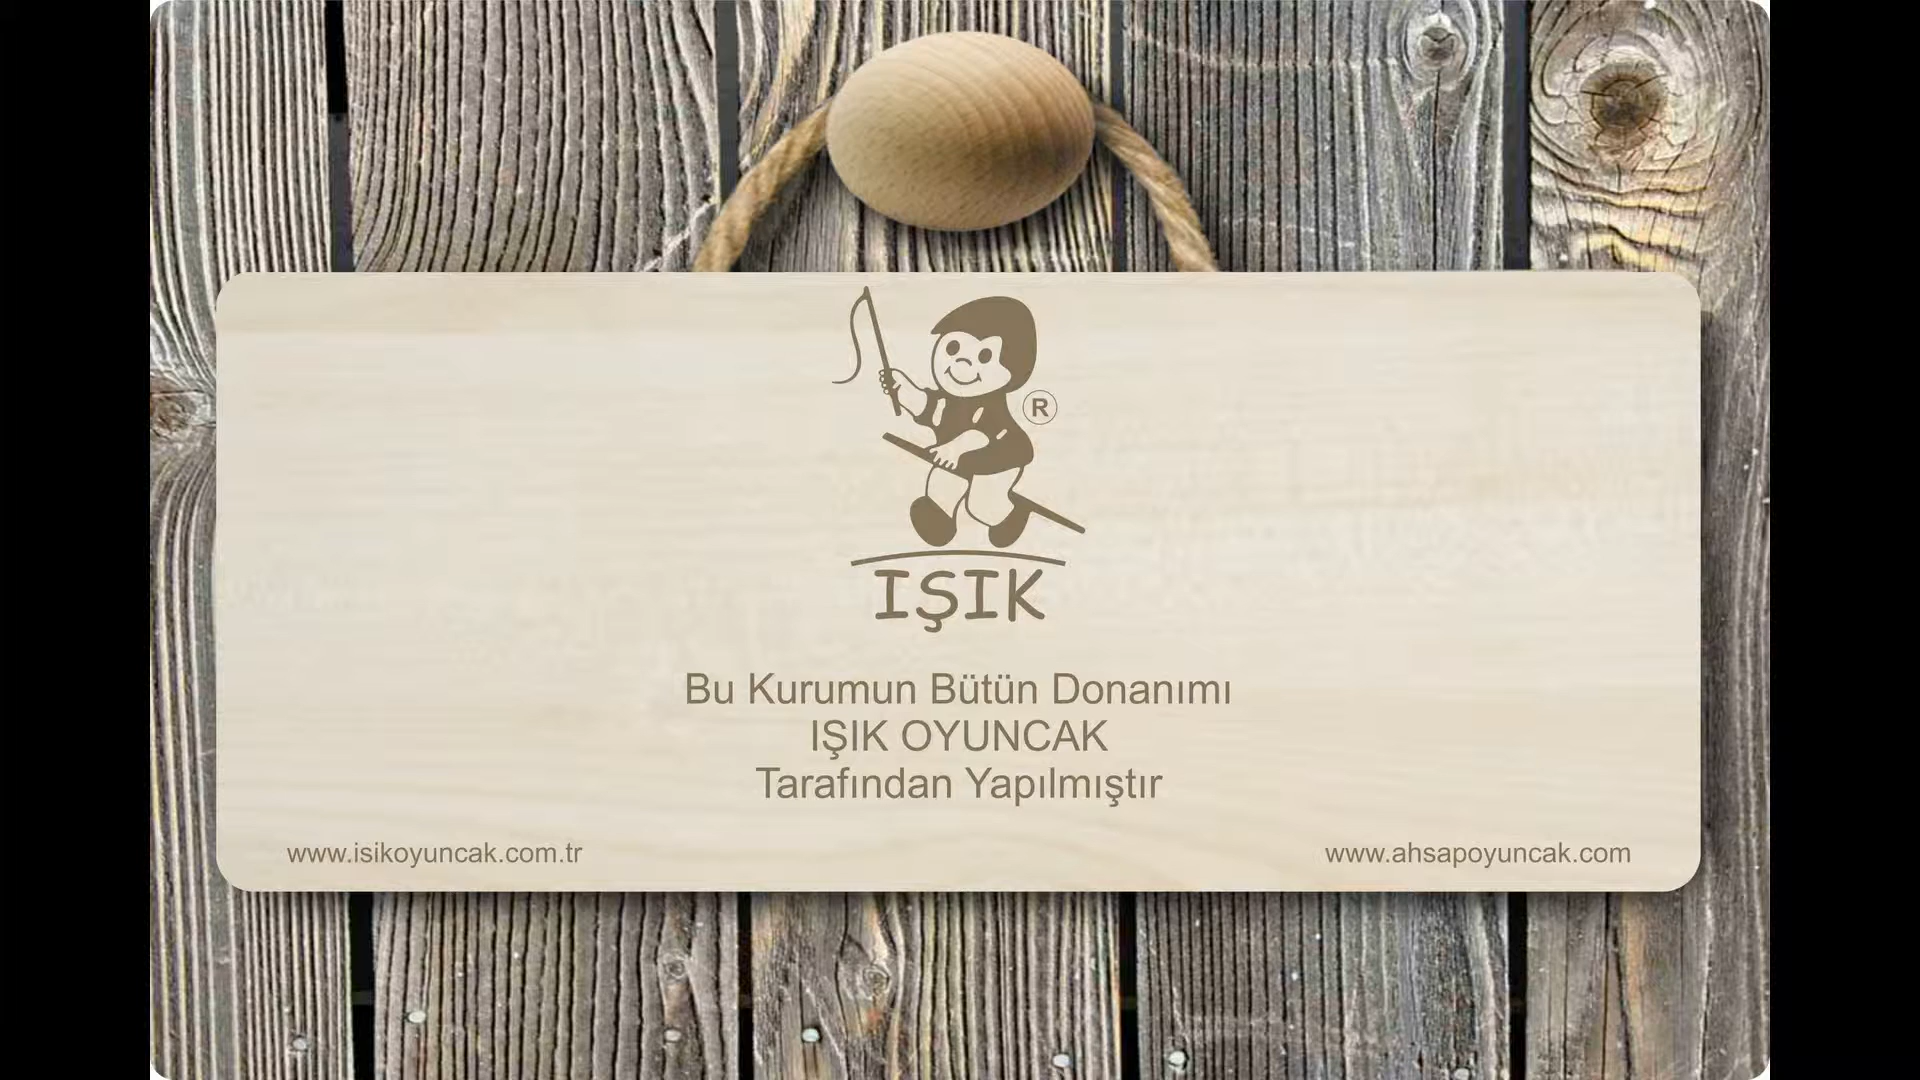 R
IŞIK
Bu Kurumun Bütün Donanımı
IŞIK OYUNCAK
Tarafından Yapılmıştır
www.isikoyuncak.com.tr
www.ahsapoyuncak.com